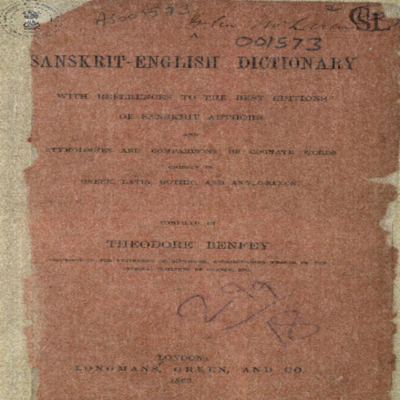 A
001573
SANSKRIT-ENGLISH DICTIONARY
WITH REFERENCES TO THE BEST EDITIONS
OF SANSKRIT AUTHORS
AND
ETYMOLOGIES AND COMPARISONS OF COGNATE WORDS
CHIEFLY IN
GREEK, LATIN, GOTHIC, AND ANGLO-SAXON
COMPILED BY
THEODORE BENFEY
LONDON:
LONGMANS, GREEN, AND CO.